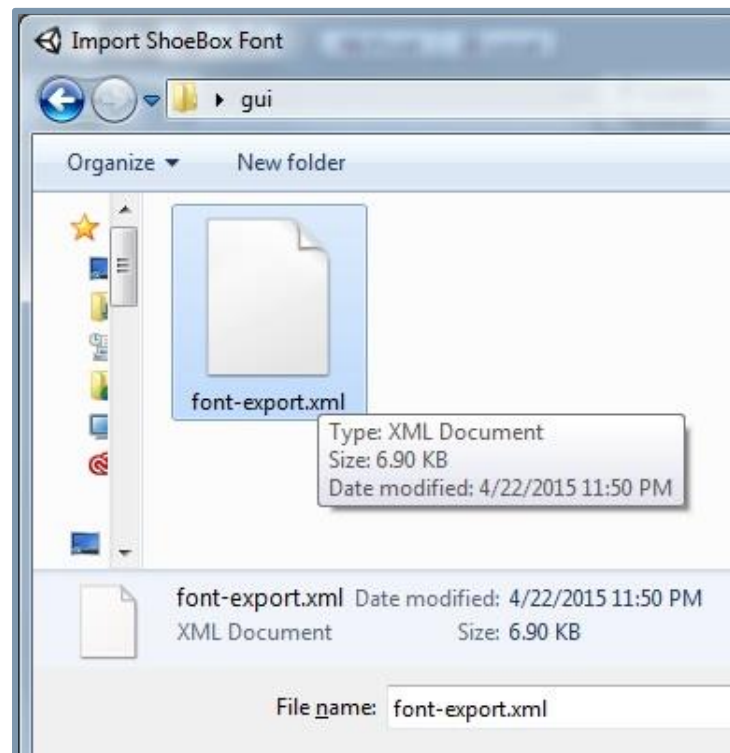 Import ShoeBox Font
gui
Organize New folder
font-export.xml
Type: XML Document
Size: 6.90 KB
Date modified: 4/22/2015 11:50 PM
font-export.xml Date modified: 4/22/2015 11:50 PM
XML Document Size: 6.90 KB
File name: font-export.xml